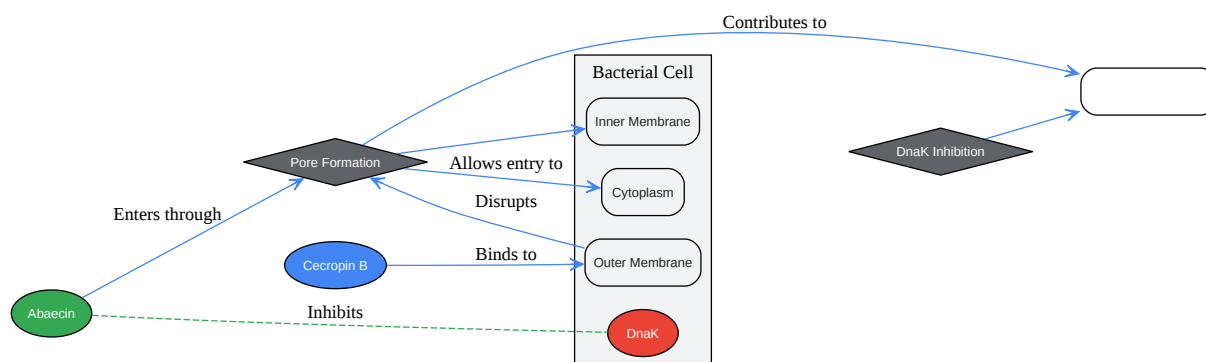 Contributes to
Bacterial Cell
Inner Membrane
Pore Formation
DnaK Inhibition
Allows entry to
Cytoplasm
Disrupts
Enters through
Binds to
Cecropin B
Outer Membrane
Abaecin
Inhibits
DnaK